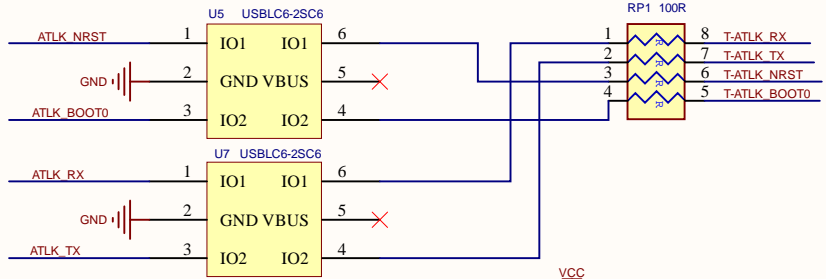 RP1 100R
U5 USBLC6-2SC6
ATLK_NRST 1 IO1 IO1 6
1 R 8 T-ATLK_RX
2 R 7 T-ATLK_TX
GND 2 GND VBUS 5
3 R 6 T-ATLK_NRST
4 R 5 T-ATLK_BOOT0
ATLK_BOOT0 3 IO2 IO2 4
U7 USBLC6-2SC6
ATLK_RX 1 IO1 IO1 6
GND 2 GND VBUS 5
ATLK_TX 3 IO2 IO2 4
VCC